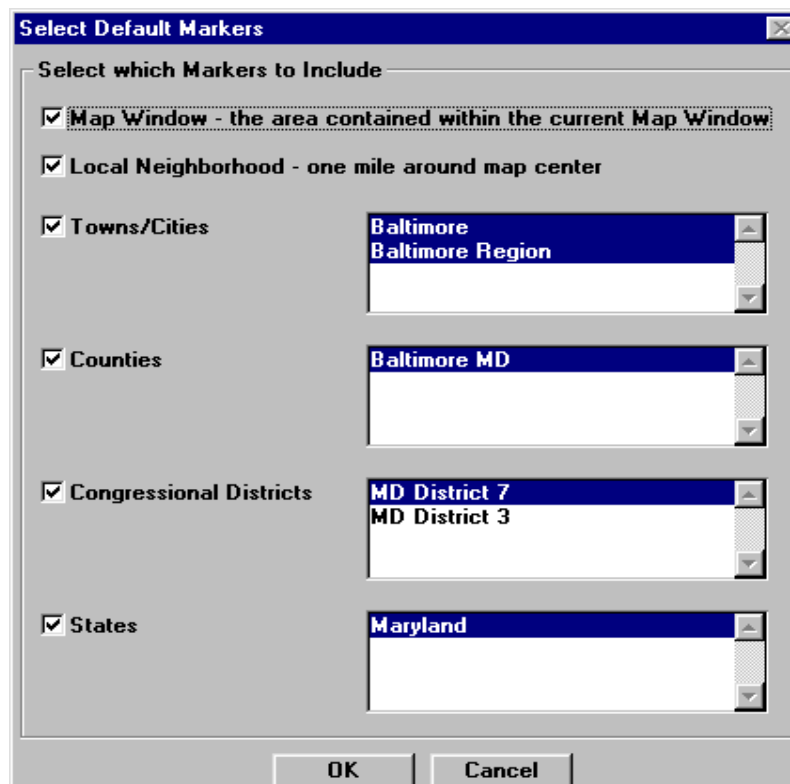 Select Default Markers
Select which Markers to Include
Map Window - the area contained within the current Map Window
Local Neighborhood - one mile around map center
Towns/Cities
Baltimore
Baltimore Region
Counties
Baltimore MD
Congressional Districts
MD District 7
MD District 3
States
Maryland
OK
Cancel